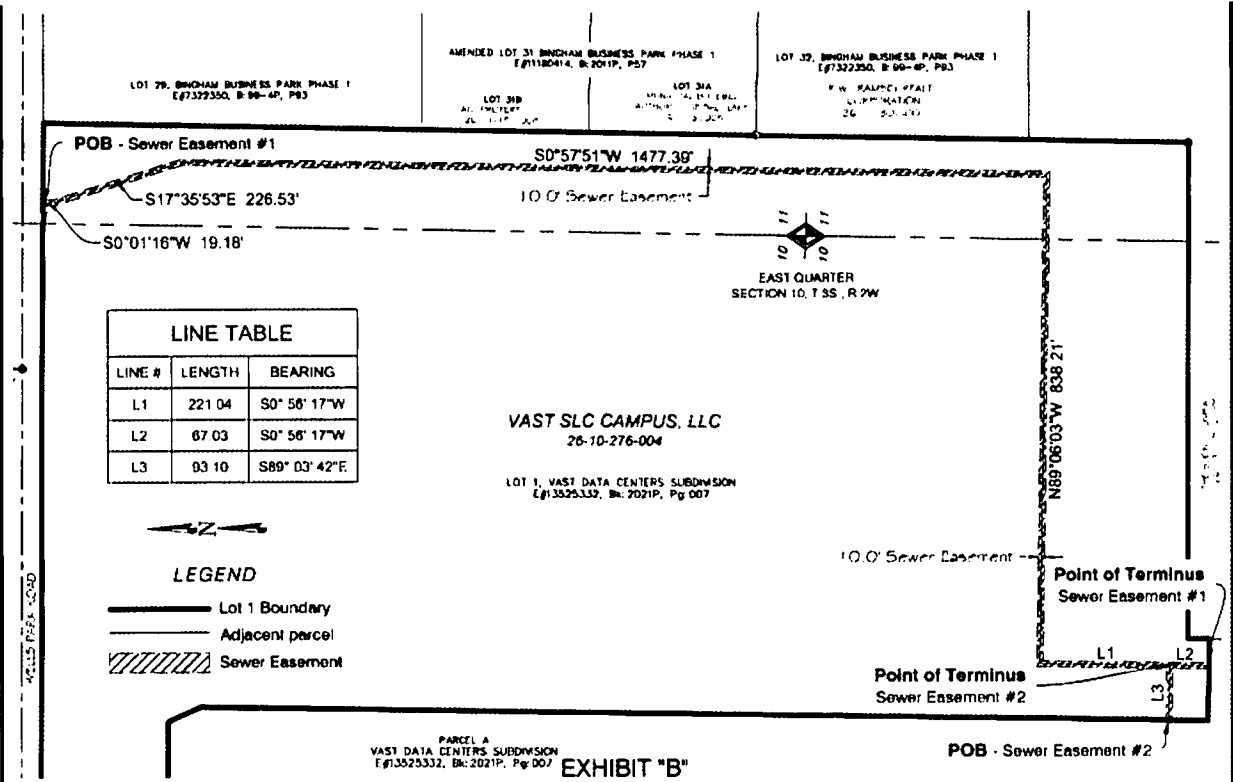 AMENDED LOT 31 BINGHAM BUSINESS PARK PHASE 1
E#11180414, B: 2011P, P57
LOT 29, BINGHAM BUSINESS PARK PHASE 1
E#7322350, B: 99-4P, P93
LOT 32, BINGHAM BUSINESS PARK PHASE 1
E#7322350, B: 99-4P, P93
LOT 31B
LOT 31A
POB - Sewer Easement #1
S0°57'51"W 1477.39'
10.0' Sewer Easement
S17°35'53"E 226.53'
S0°01'16"W 19.18'
11 11
10 10
EAST QUARTER
SECTION 10, T 3S , R 2W
LINE TABLE
LINE # LENGTH BEARING
L1 221 04 S0° 56' 17"W
L2 67 03 S0° 56' 17"W
L3 93 10 S89° 03' 42"E
N89°06'03"W 838 21'
VAST SLC CAMPUS, LLC
26-10-276-004
LOT 1, VAST DATA CENTERS SUBDIVISION
E#13525332, Bk: 2021P, Pg: 007
Z
LEGEND
Lot 1 Boundary
Adjacent parcel
Sewer Easement
10.0' Sewer Easement
Point of Terminus
Sewer Easement #1
L1
L2
L3
Point of Terminus
Sewer Easement #2
POB - Sewer Easement #2
WELLS PARK ROAD
PARCEL A
VAST DATA CENTERS SUBDIVISION
E#13525332, Bk: 2021P, Pg: 007
EXHIBIT "B"